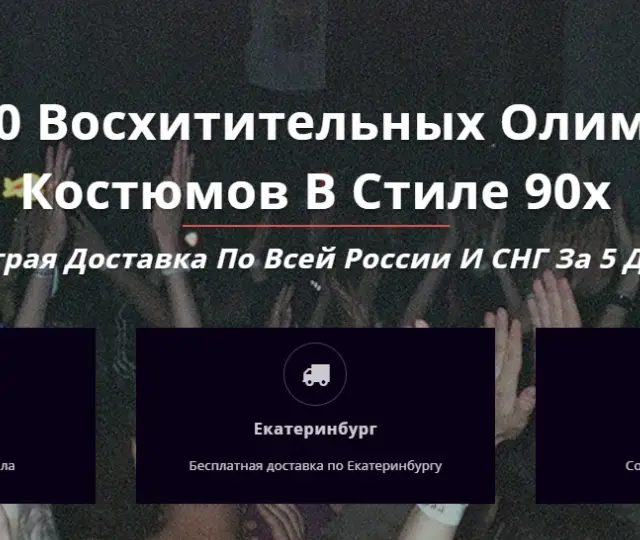 0 Восхитительных Олим
Костюмов В Стиле 90х
трая Доставка По Всей России И СНГ За 5 Д
Екатеринбург
ла
Бесплатная доставка по Екатеринбургу
Со